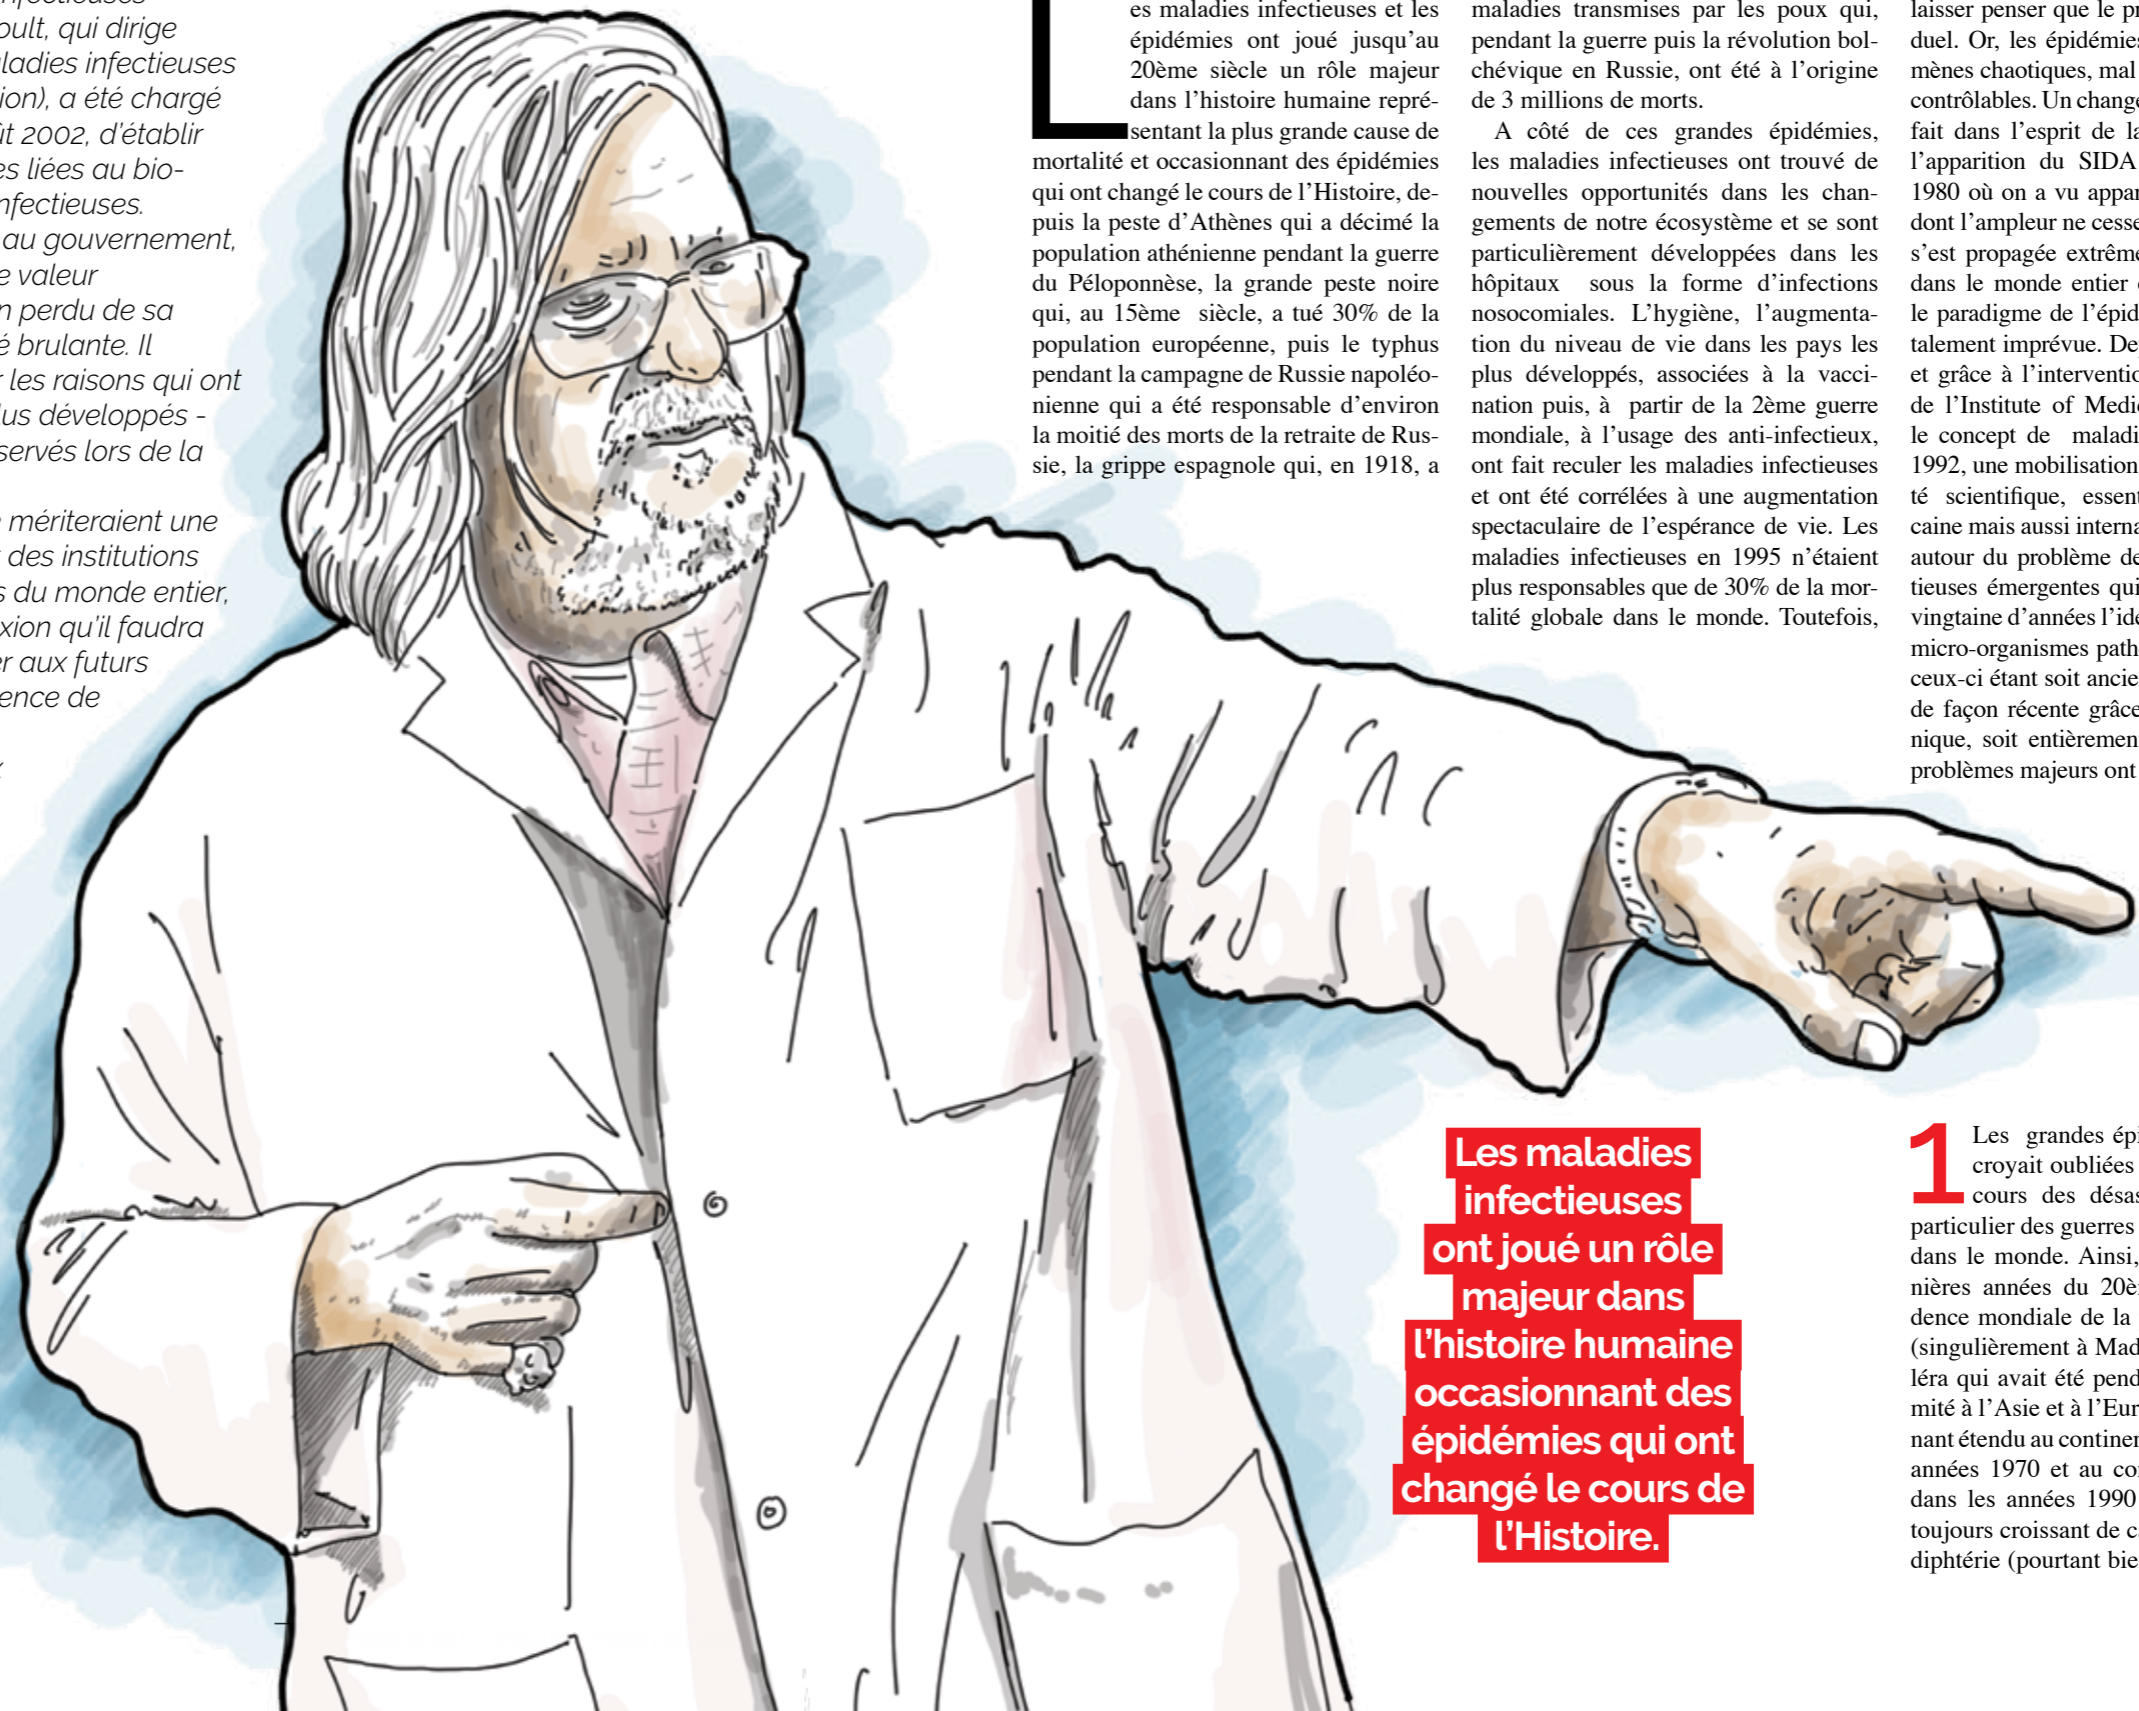 infectieuses
oult, qui dirige
ladies infectieuses
ion), a été chargé
ût 2002, d'établir
es liées au bio-
nfectieuses.
au gouvernement,
e valeur
n perdu de sa
é brulante. Il
r les raisons qui ont
lus développés -
servés lors de la
mériteraient une
des institutions
s du monde entier,
xion qu'il faudra
er aux futurs
ence de
Les maladies infectieuses et les
épidémies ont joué jusqu'au
20ème siècle un rôle majeur
dans l'histoire humaine repré-
sentant la plus grande cause de
mortalité et occasionnant des épidémies
qui ont changé le cours de l'Histoire, de-
puis la peste d'Athènes qui a décimé la
population athénienne pendant la guerre
du Péloponnèse, la grande peste noire
qui, au 15ème siècle, a tué 30% de la
population européenne, puis le typhus
pendant la campagne de Russie napoléo-
nienne qui a été responsable d'environ
la moitié des morts de la retraite de Rus-
sie, la grippe espagnole qui, en 1918, a
maladies transmises par les poux qui,
pendant la guerre puis la révolution bol-
chévique en Russie, ont été à l'origine
de 3 millions de morts.
A côté de ces grandes épidémies,
les maladies infectieuses ont trouvé de
nouvelles opportunités dans les chan-
gements de notre écosystème et se sont
particulièrement développées dans les
hôpitaux sous la forme d'infections
nosocomiales. L'hygiène, l'augmenta-
tion du niveau de vie dans les pays les
plus développés, associées à la vacci-
nation puis, à partir de la 2ème guerre
mondiale, à l'usage des anti-infectieux,
ont fait reculer les maladies infectieuses
et ont été corrélées à une augmentation
spectaculaire de l'espérance de vie. Les
maladies infectieuses en 1995 n'étaient
plus responsables que de 30% de la mor-
talité globale dans le monde. Toutefois,
laisser penser que le pr
duel. Or, les épidémies
mènes chaotiques, mal
contrôlables. Un change
fait dans l'esprit de la
l'apparition du SIDA
1980 où on a vu appar
dont l'ampleur ne cesse
s'est propagée extrême
dans le monde entier
le paradigme de l'épid
talement imprévue. Dep
et grâce à l'interventio
de l'Institute of Medic
le concept de maladi
1992, une mobilisation
té scientifique, essent
caine mais aussi interna
autour du problème de
tieuses émergentes qui
vingtaine d'années l'idé
micro-organismes path
ceux-ci étant soit ancie
de façon récente grâce
nique, soit entièremen
problèmes majeurs ont
Les maladies
infectieuses
ont joué un rôle
majeur dans
l'histoire humaine
occasionnant des
épidémies qui ont
changé le cours de
l'Histoire.
1 Les grandes épi
croyait oubliées
cours des désas
particulier des guerres
dans le monde. Ainsi,
nières années du 20è
dence mondiale de la
(singulièrement à Mad
léra qui avait été pend
mité à l'Asie et à l'Eur
nant étendu au continen
années 1970 et au co
dans les années 1990
toujours croissant de c
diphtérie (pourtant bie